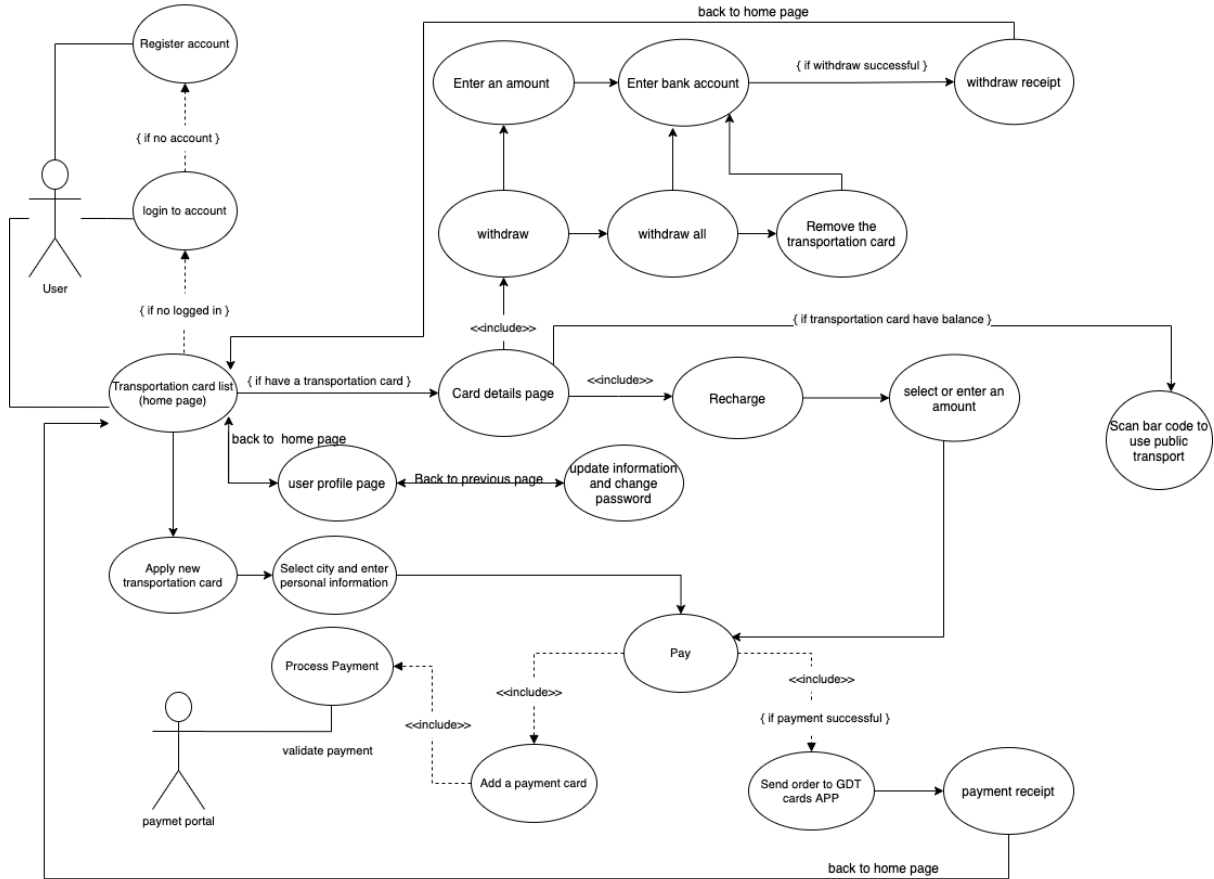 back to home page
Register account
{ if no account }
login to account
User
{ if no logged in }
Enter an amount
Enter bank account
{ if withdraw successful }
withdraw receipt
withdraw
withdraw all
Remove the
transportation card
<<include>>
{ if transportation card have balance }
Transportation card list
(home page)
{ if have a transportation card }
Card details page
<<include>>
Recharge
select or enter an
amount
Scan bar code to
use public
transport
back to home page
user profile page
Back to previous page
update information
and change
password
Apply new
transportation card
Select city and enter
personal information
Pay
Process Payment
<<include>>
<<include>>
<<include>>
{ if payment successful }
validate payment
paymet portal
Add a payment card
Send order to GDT
cards APP
payment receipt
back to home page